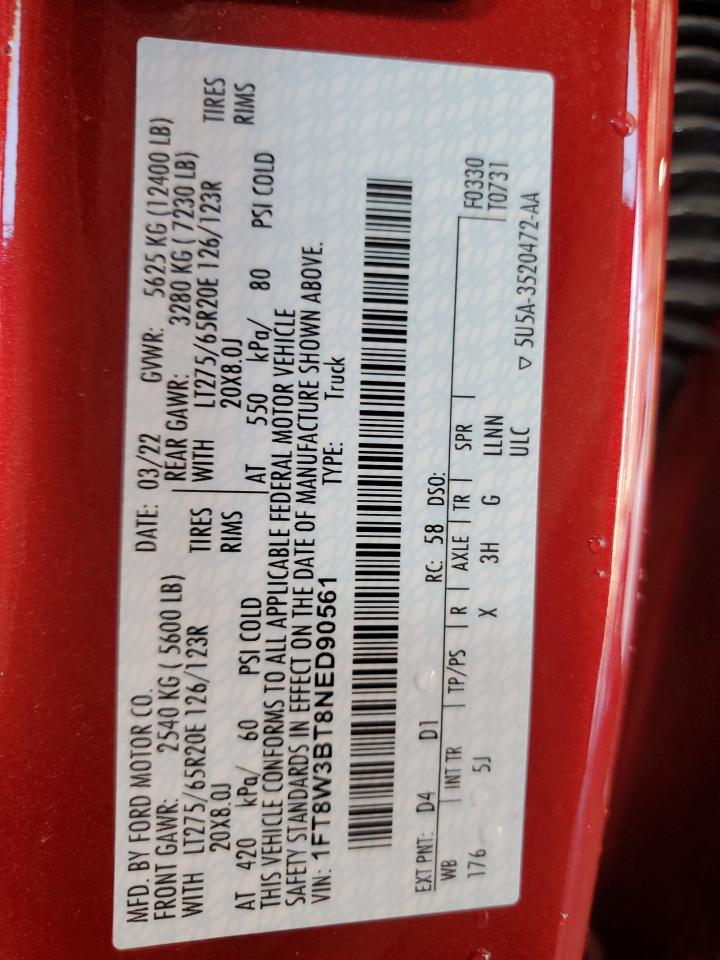 MFD. BY FORD MOTOR CO.
DATE: 03/22 GVWR: 5625 KG (12400 LB)
FRONT GAWR: 2540 KG ( 5600 LB) REAR GAWR: 3280 KG ( 7230 LB)
WITH LT275/65R20E 126/123R TIRES WITH LT275/65R20E 126/123R TIRES
20X8.0J RIMS 20X8.0J RIMS
AT 420 kPa/ 60 PSI COLD AT 550 kPa/ 80 PSI COLD
THIS VEHICLE CONFORMS TO ALL APPLICABLE FEDERAL MOTOR VEHICLE
SAFETY STANDARDS IN EFFECT ON THE DATE OF MANUFACTURE SHOWN ABOVE.
VIN: 1FT8W3BT8NED90561 TYPE: Truck
EXT PNT: D4 D1 RC: 58 DSO: F0330
WB INT TR TP/PS R AXLE TR SPR T0731
176 5J X 3H G LLNN
ULC ▽ 5U5A-3520472-AA